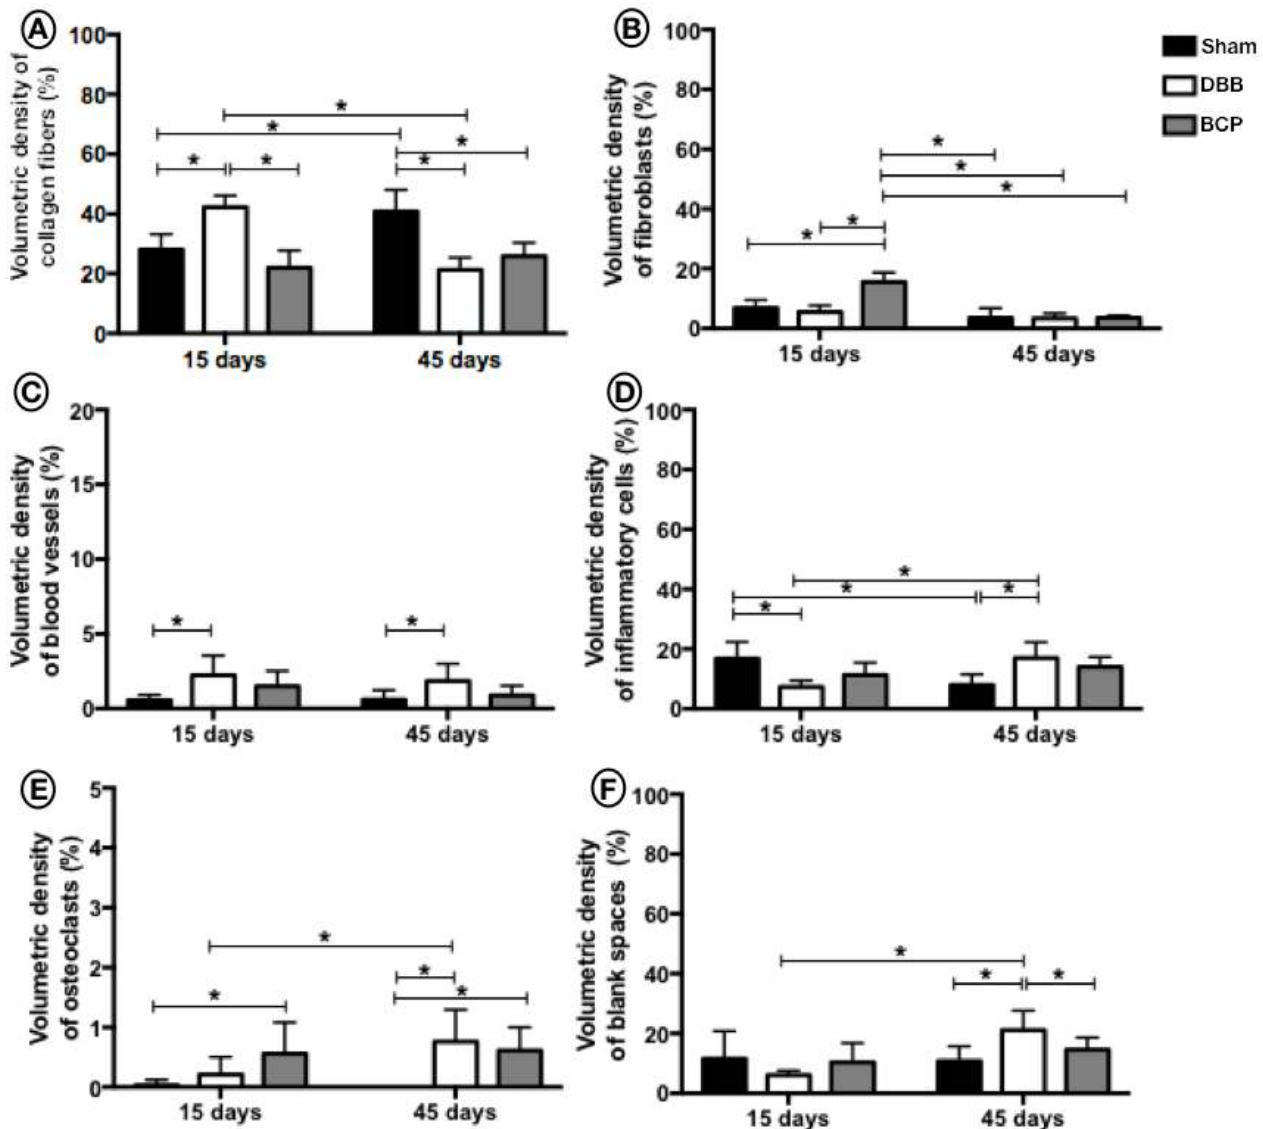 A
Volumetric density of
collagen fibers (%)
100
80
60
40
20
0
* * * * * *
15 days 45 days
B
Volumetric density
of fibroblasts (%)
100
80
60
40
20
0
* * * * *
15 days 45 days
Sham
DBB
BCP
C
Volumetric density
of blood vessels (%)
20
15
10
5
0
* *
15 days 45 days
D
Volumetric density
of inflammatory cells (%)
100
80
60
40
20
0
* * * *
15 days 45 days
E
Volumetric density
of osteoclasts (%)
5
4
3
2
1
0
* * * *
15 days 45 days
F
Volumetric density
of blank spaces (%)
100
80
60
40
20
0
* * *
15 days 45 days